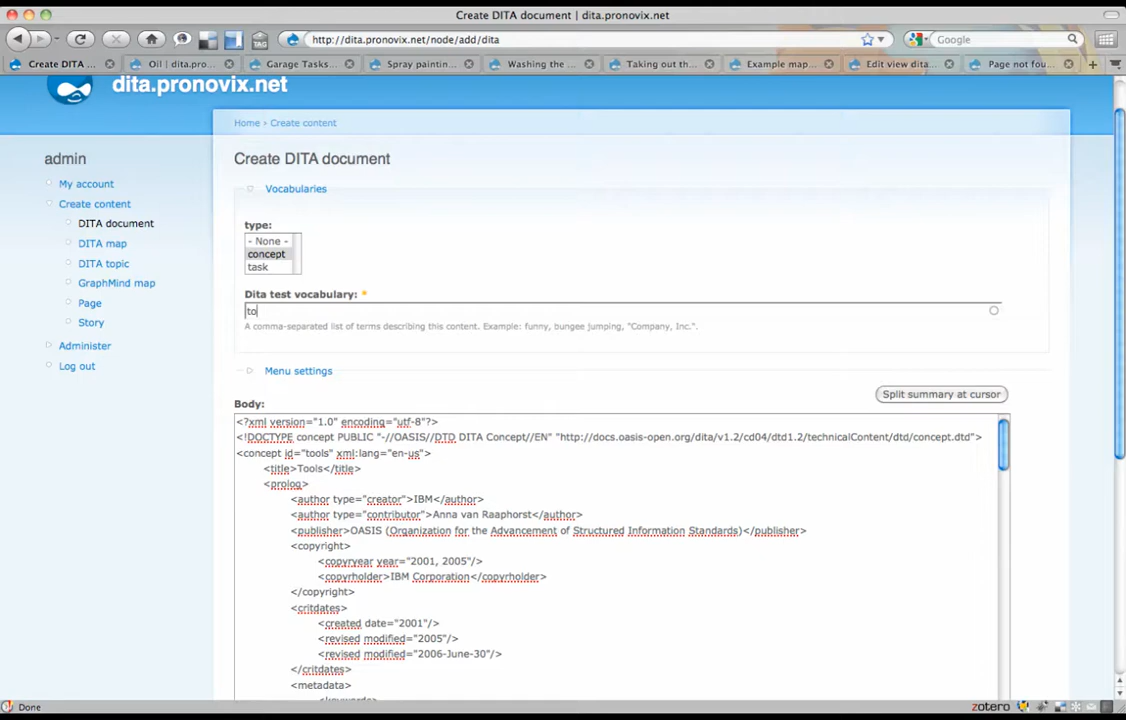 Create DITA document | dita.pronovix.net
http://dita.pronovix.net/node/add/dita
Google
TAG
Create DITA ...
Oil | dita.pro...
Garage Tasks...
Spray paintin...
Washing the ...
Taking out th...
Example map...
Edit view dita...
Page not fou...
dita.pronovix.net
Home » Create content
admin
My account
Create content
DITA document
DITA map
DITA topic
GraphMind map
Page
Story
Administer
Log out
Create DITA document
Vocabularies
type:
- None -
concept
task
Dita test vocabulary: *
to
A comma-separated list of terms describing this content. Example: funny, bungee jumping, "Company, Inc.".
Menu settings
Split summary at cursor
Body:
<?xml version="1.0" encoding="utf-8"?>
<!DOCTYPE concept PUBLIC "-//OASIS//DTD DITA Concept//EN" "http://docs.oasis-open.org/dita/v1.2/cd04/dtd1.2/technicalContent/dtd/concept.dtd">
<concept id="tools" xml:lang="en-us">
<title>Tools</title>
<prolog>
<author type="creator">IBM</author>
<author type="contributor">Anna van Raaphorst</author>
<publisher>OASIS (Organization for the Advancement of Structured Information Standards)</publisher>
<copyright>
<copyryear year="2001, 2005"/>
<copyrholder>IBM Corporation</copyrholder>
</copyright>
<critdates>
<created date="2001"/>
<revised modified="2005"/>
<revised modified="2006-June-30"/>
</critdates>
<metadata>
<keywords>
Done
zotero